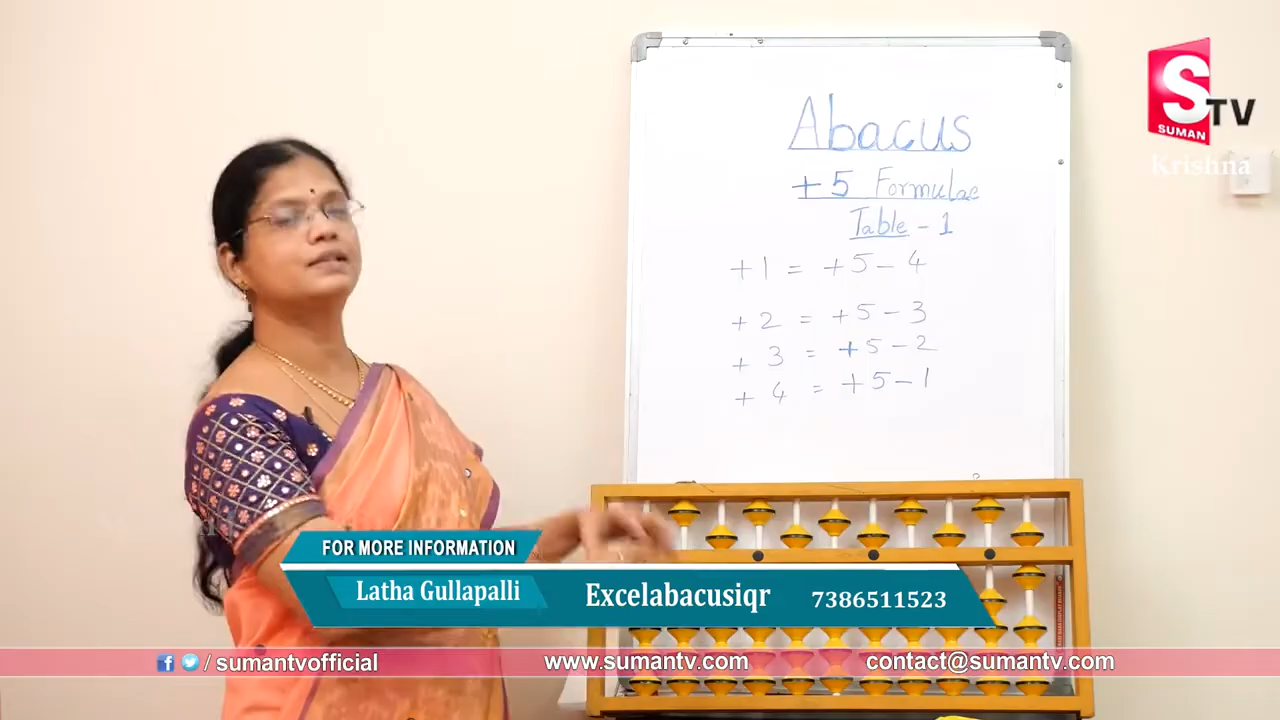 Abacus
+5 Formulae
Table - 1
+1 = +5-4
+2 = +5-3
+3 = +5-2
+4 = +5-1
S TV
SUMAN
Krishna
FOR MORE INFORMATION
Latha Gullapalli
Excelabacusiqr
7386511523
/ sumantvofficial
www.sumantv.com
contact@sumantv.com